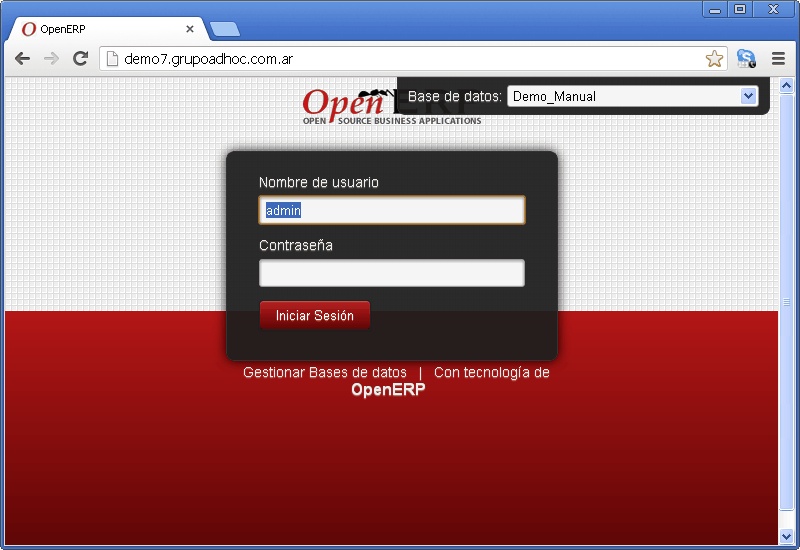 OpenERP
demo7.grupoadhoc.com.ar
Open ERP
OPEN SOURCE BUSINESS APPLICATIONS
Base de datos: Demo_Manual
Nombre de usuario
admin
Contraseña
Iniciar Sesión
Gestionar Bases de datos | Con tecnología de
OpenERP